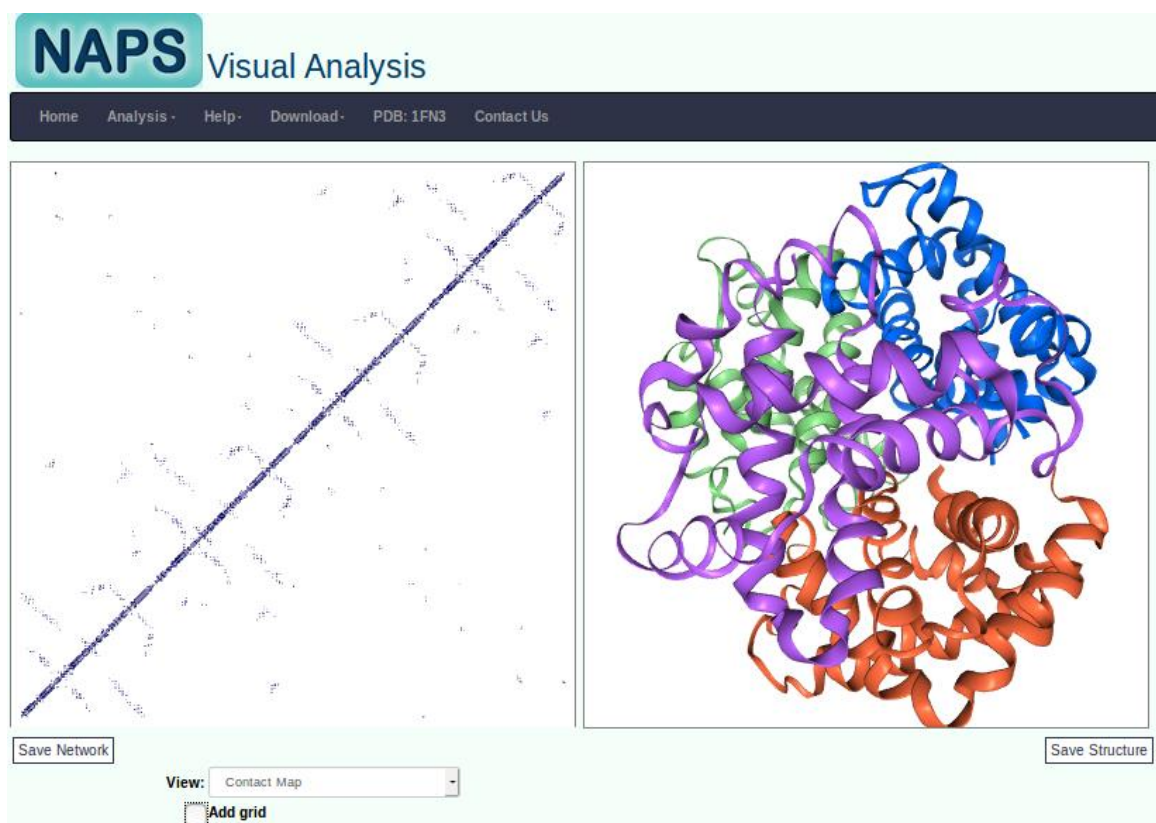 NAPS Visual Analysis
Home Analysis Help Download PDB: 1FN3 Contact Us
Save Network Save Structure
View: Contact Map
Add grid